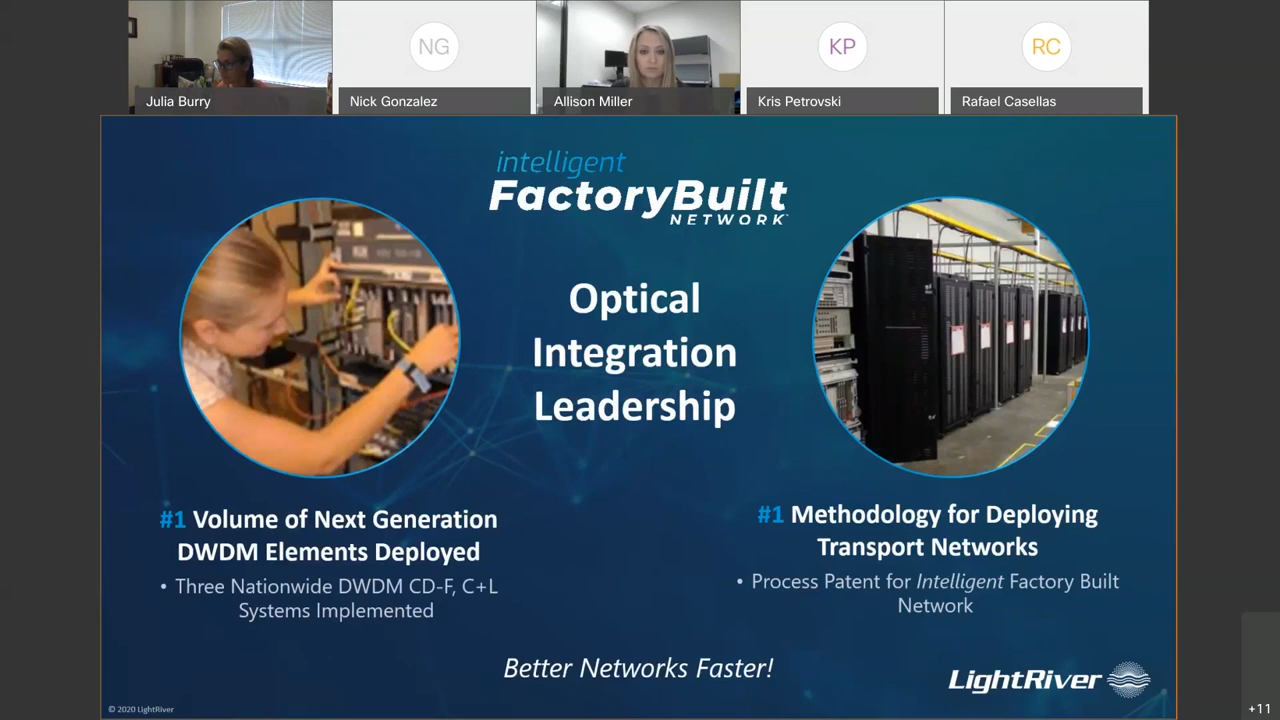 NG
KP
RC
Julia Burry
Nick Gonzalez
Allison Miller
Kris Petrovski
Rafael Casellas
intelligent
FactoryBuilt
NETWORK
Optical
Integration
Leadership
#1 Volume of Next Generation
DWDM Elements Deployed
• Three Nationwide DWDM CD-F, C+L
Systems Implemented
#1 Methodology for Deploying
Transport Networks
• Process Patent for Intelligent Factory Built
Network
Better Networks Faster!
LightRiver
© 2020 LightRiver
+11